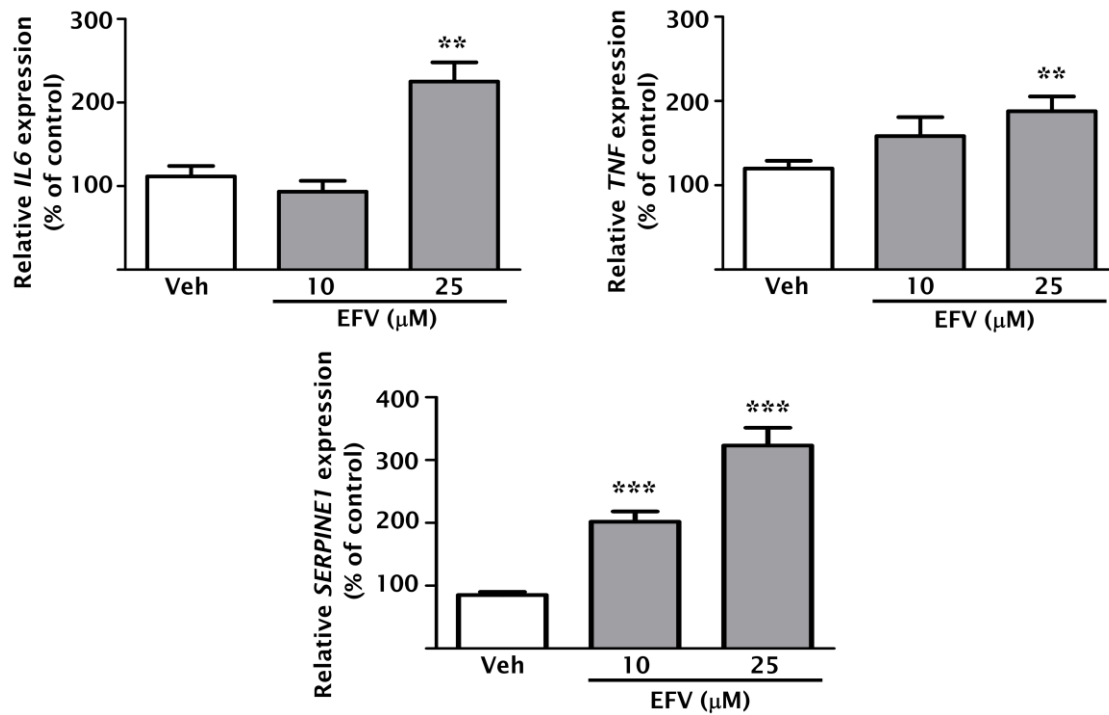 Relative IL6 expression
(% of control)
300
200
100
**
Veh
10
25
EFV (μM)
Relative TNF expression
(% of control)
300
200
100
**
Veh
10
25
EFV (μM)
Relative SERPINE1 expression
(% of control)
400
300
200
100
***
***
Veh
10
25
EFV (μM)